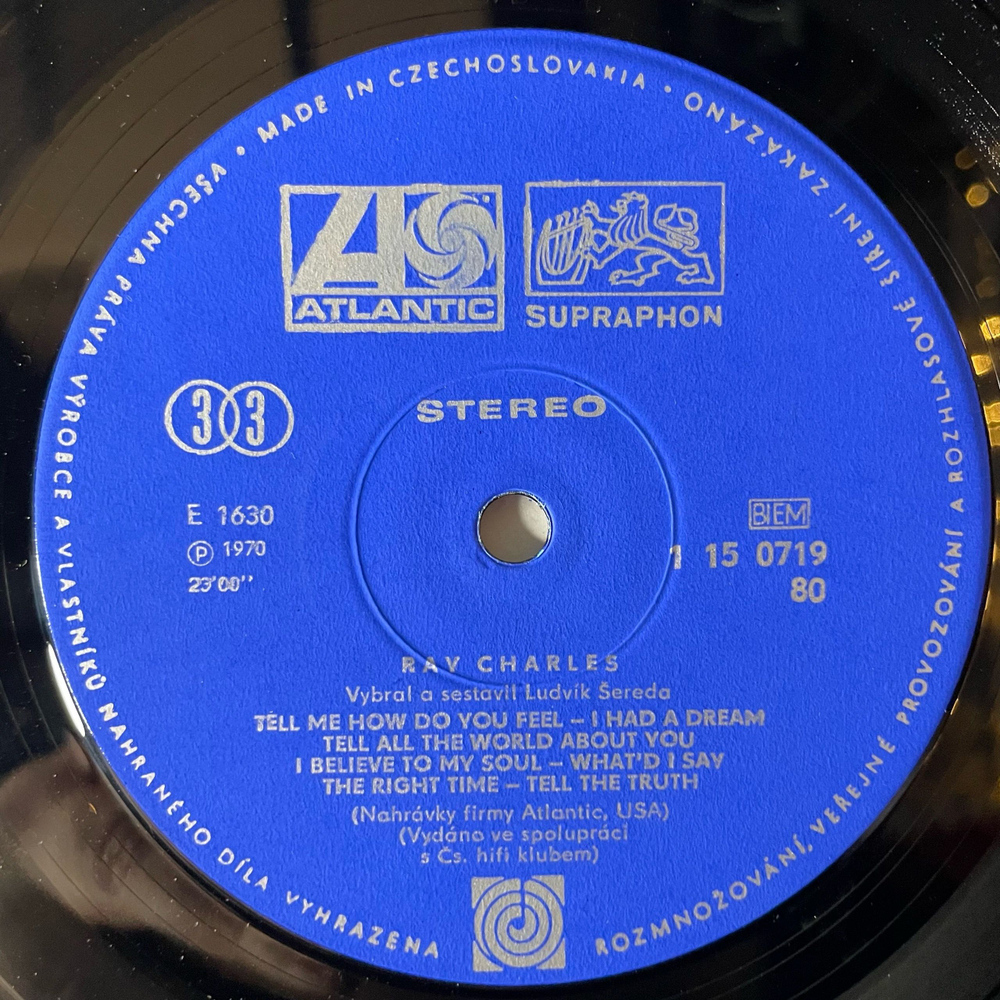 VŠECHNA PRÁVA VÝROBCE A VLASTNÍKŮ NAHRANÉHO DÍLA VYHRAZENA
• MADE IN CZECHOSLOVAKIA •
ROZMNOŽOVÁNÍ, VEŘEJNÉ PROVOZOVÁNÍ A ROZHLASOVÉ ŠÍŘENÍ ZAKÁZÁNO
ATLANTIC
SUPRAPHON
33
STEREO
E 1630
Ⓟ 1970
23'00''
BIEM
1 15 0719
80
RAY CHARLES
Vybral a sestavil Ludvík Šereda
TELL ME HOW DO YOU FEEL – I HAD A DREAM
TELL ALL THE WORLD ABOUT YOU
I BELIEVE TO MY SOUL – WHAT'D I SAY
THE RIGHT TIME – TELL THE TRUTH
(Nahrávky firmy Atlantic, USA)
(Vydáno ve spolupráci
s Čs. hifi klubem)